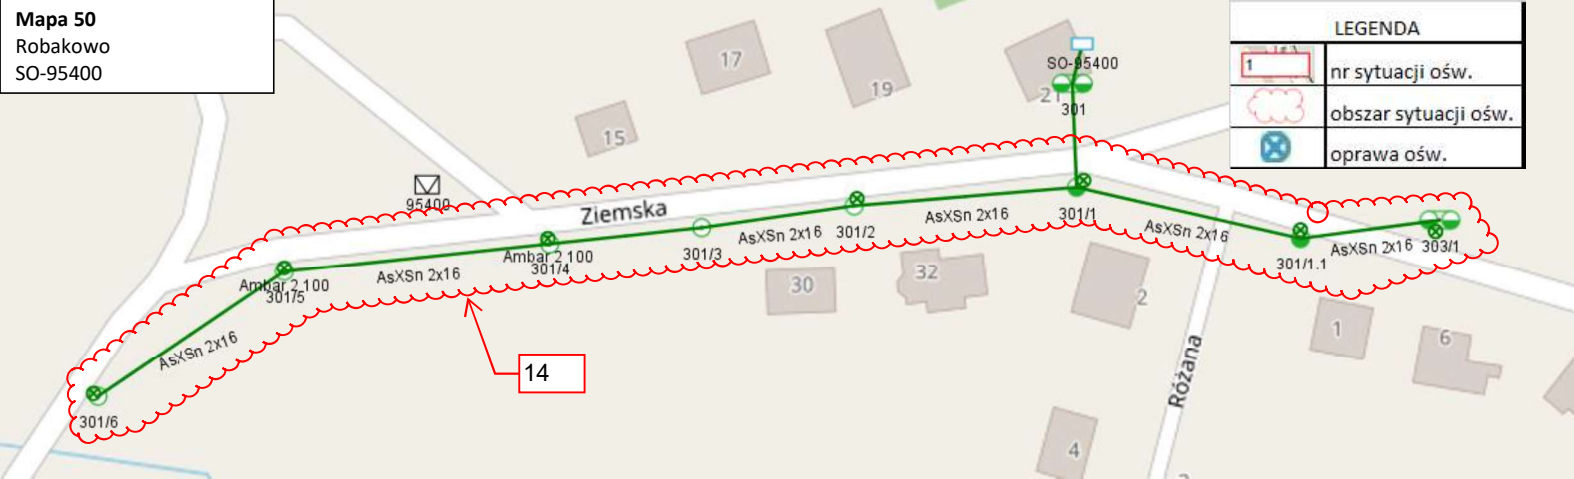 Mapa 50
Robakowo
SO-95400
LEGENDA
1
nr sytuacji ośw.
obszar sytuacji ośw.
oprawa ośw.
17
19
SO-95400
21
301
15
95400
Ziemska
301/1
AsXSn 2x16
AsXSn 2x16
301/2
AsXSn 2x16
301/3
Ambar 2 100
301/4
AsXSn 2x16
Ambar 2 100
301/5
AsXSn 2x16
301/6
301/1.1
AsXSn 2x16
303/1
30
32
2
1
6
14
Różana
4